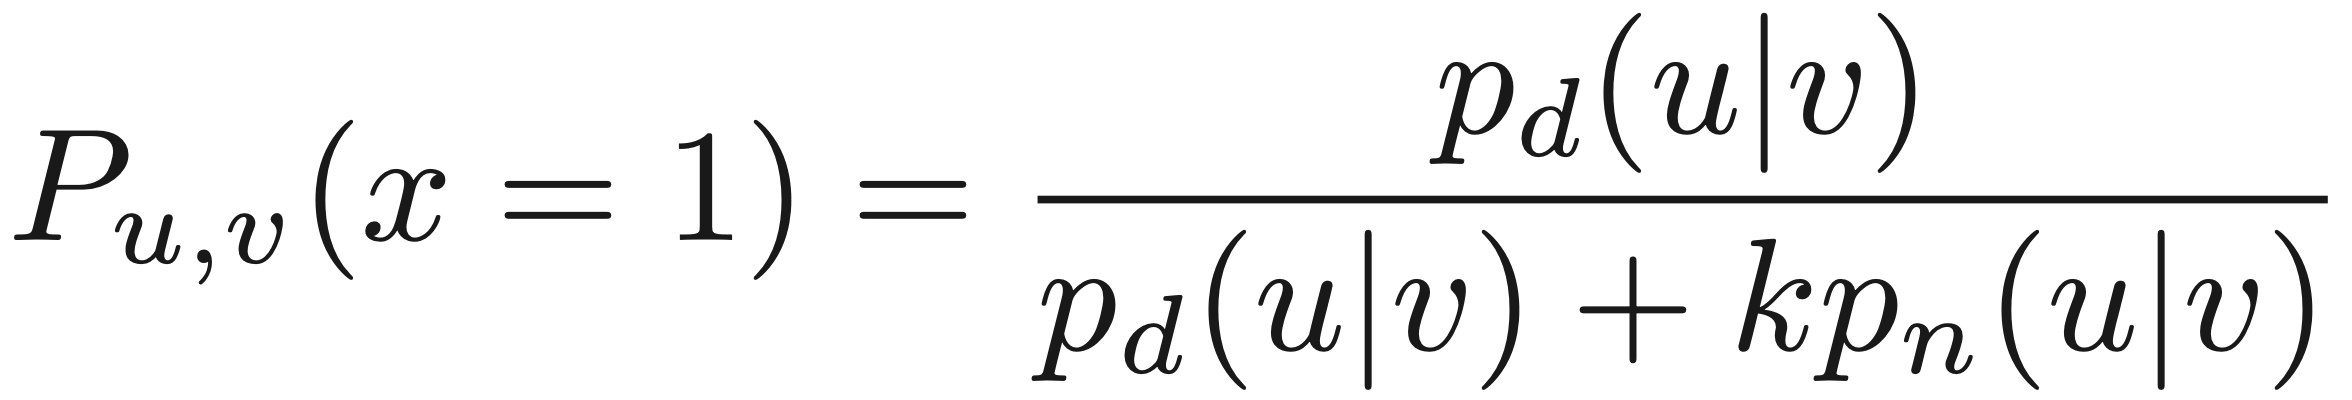 P_{u,v}(x = 1) = \frac{p_d(u|v)}{p_d(u|v) + kp_n(u|v)}